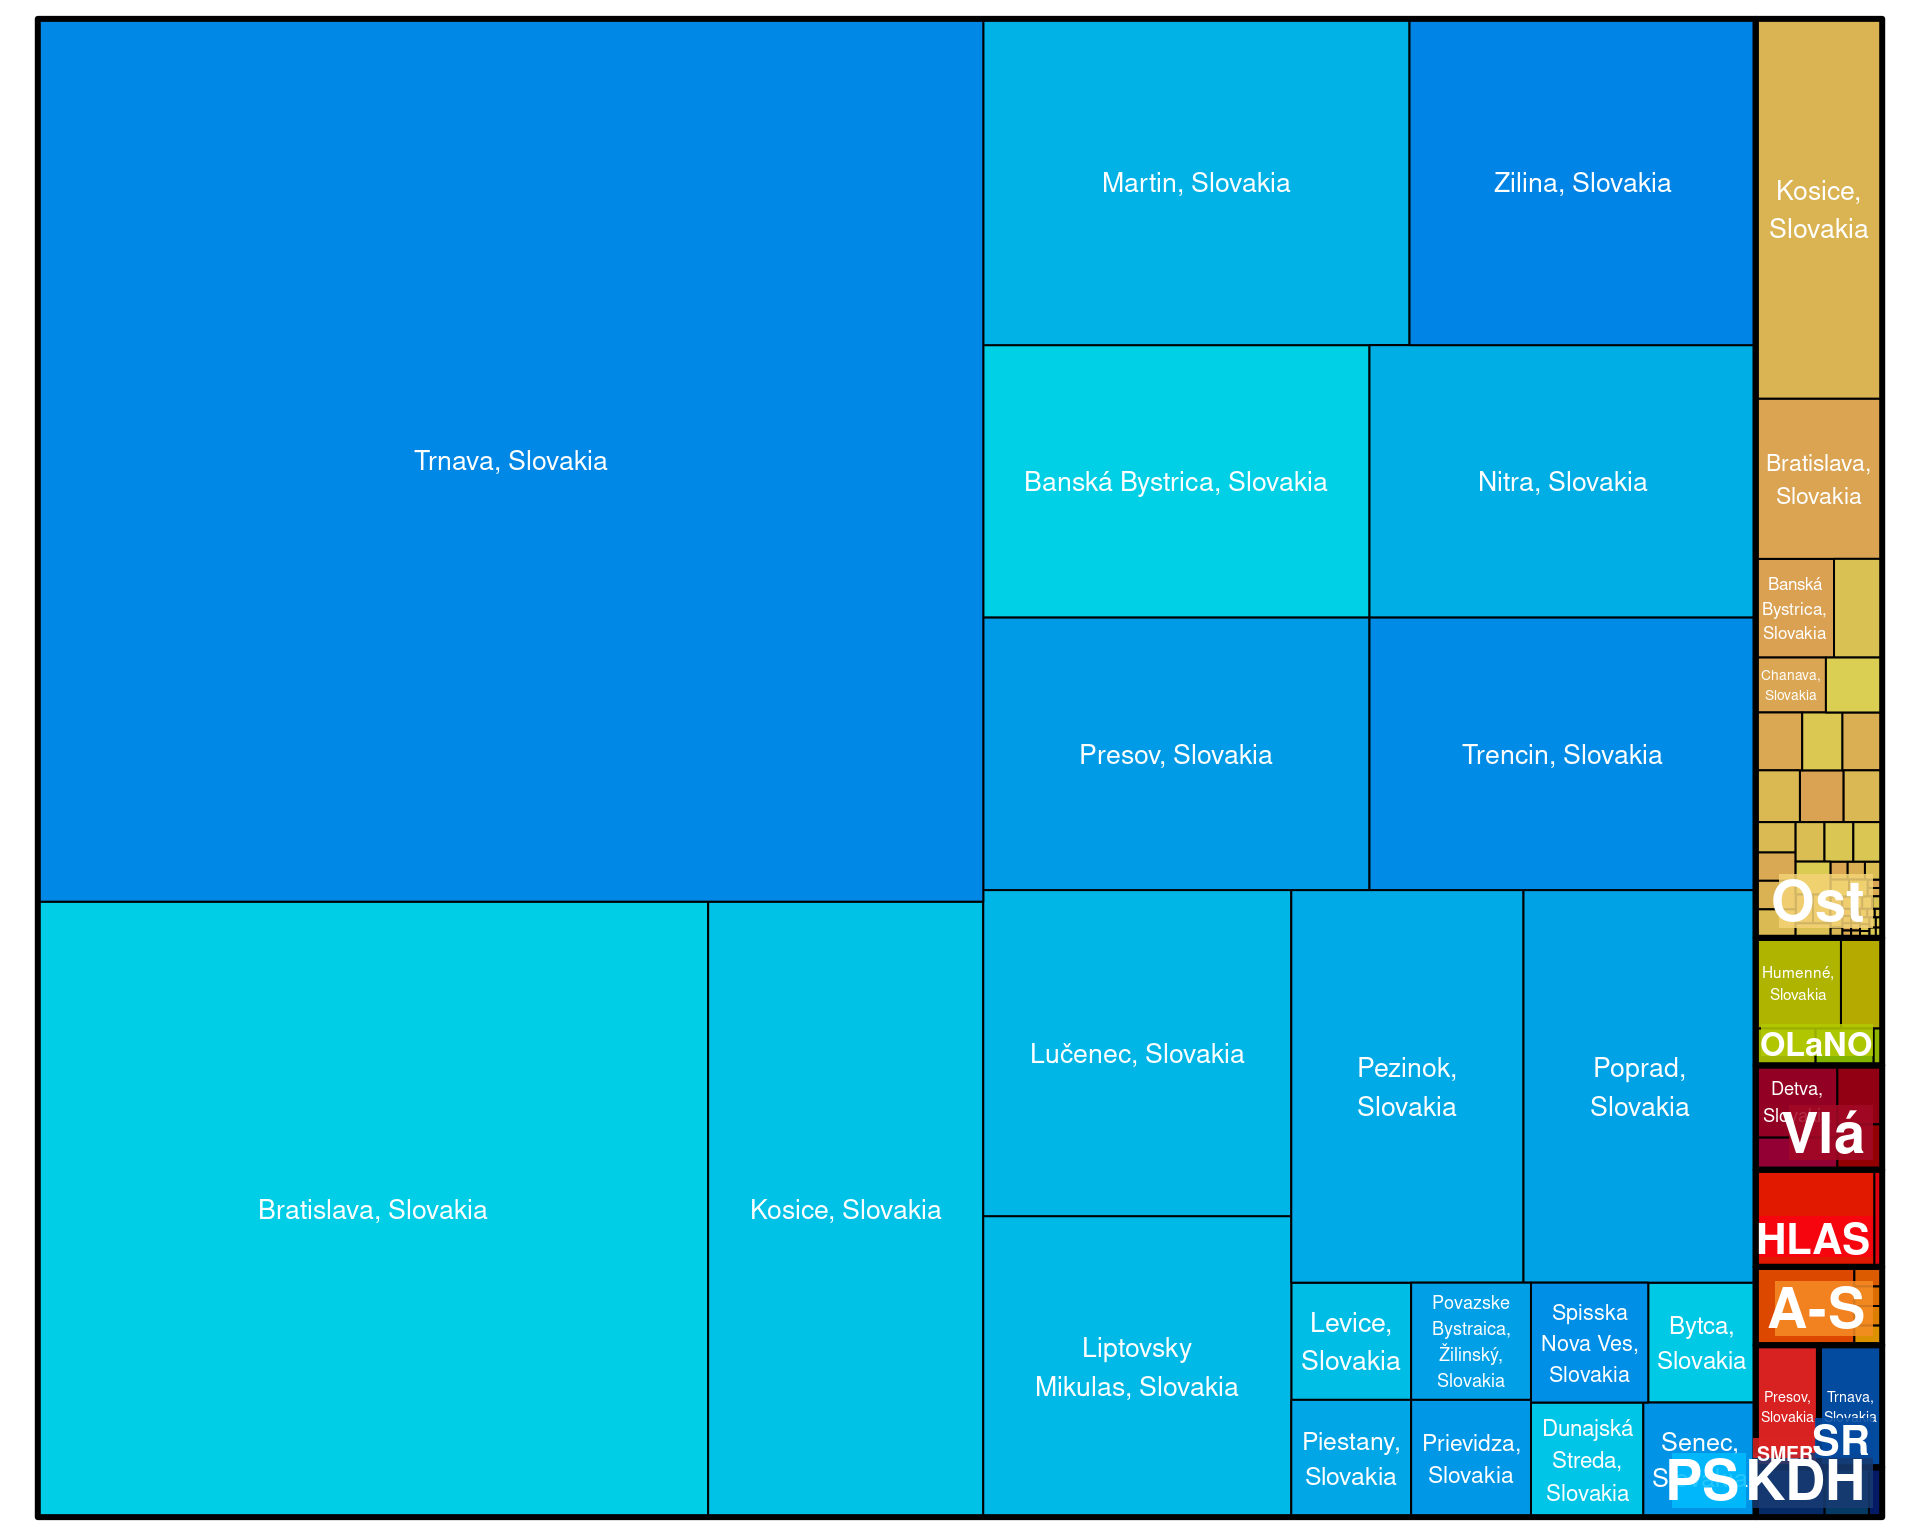 Trnava, Slovakia
Bratislava, Slovakia
Kosice, Slovakia
Martin, Slovakia
Zilina, Slovakia
Banská Bystrica, Slovakia
Nitra, Slovakia
Presov, Slovakia
Trencin, Slovakia
Lučenec, Slovakia
Liptovsky
Mikulas, Slovakia
Pezinok,
Slovakia
Poprad,
Slovakia
Levice,
Slovakia
Povazske
Bystraica,
Žilinský,
Slovakia
Spisska
Nova Ves,
Slovakia
Bytca,
Slovakia
Piestany,
Slovakia
Prievidza,
Slovakia
Dunajská
Streda,
Slovakia
Senec,
PS
Kosice,
Slovakia
Bratislava,
Slovakia
Banská
Bystrica,
Slovakia
Chanava,
Slovakia
Ost
Humenné,
Slovakia
OLaNO
Detva,
Vlá
HLAS
A-S
Presov,
Slovakia
SMER
Trnava,
Slovakia
SR
KDH